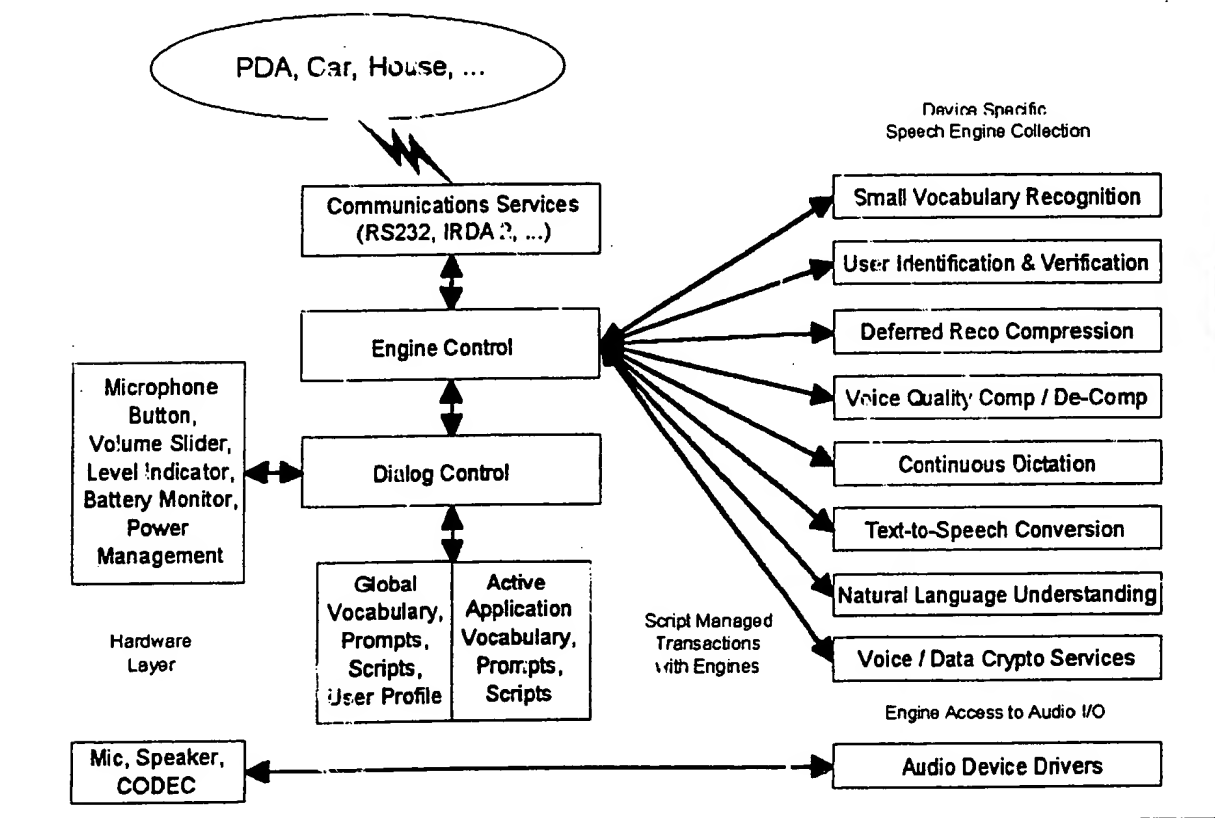 PDA, Car, House, ...
Device Specific
Speech Engine Collection
Communications Services
(RS232, IRDA 2, ...)
Small Vocabulary Recognition
User Identification & Verification
Engine Control
Deferred Reco Compression
Microphone
Button,
Volume Slider,
Level Indicator,
Battery Monitor,
Power
Management
Voice Quality Comp / De-Comp
Dialog Control
Continuous Dictation
Text-to-Speech Conversion
Global
Vocabulary,
Prompts,
Scripts,
User Profile
Active
Application
Vocabulary,
Prompts,
Scripts
Natural Language Understanding
Script Managed
Transactions
with Engines
Hardware
Layer
Voice / Data Crypto Services
Engine Access to Audio I/O
Mic, Speaker,
CODEC
Audio Device Drivers